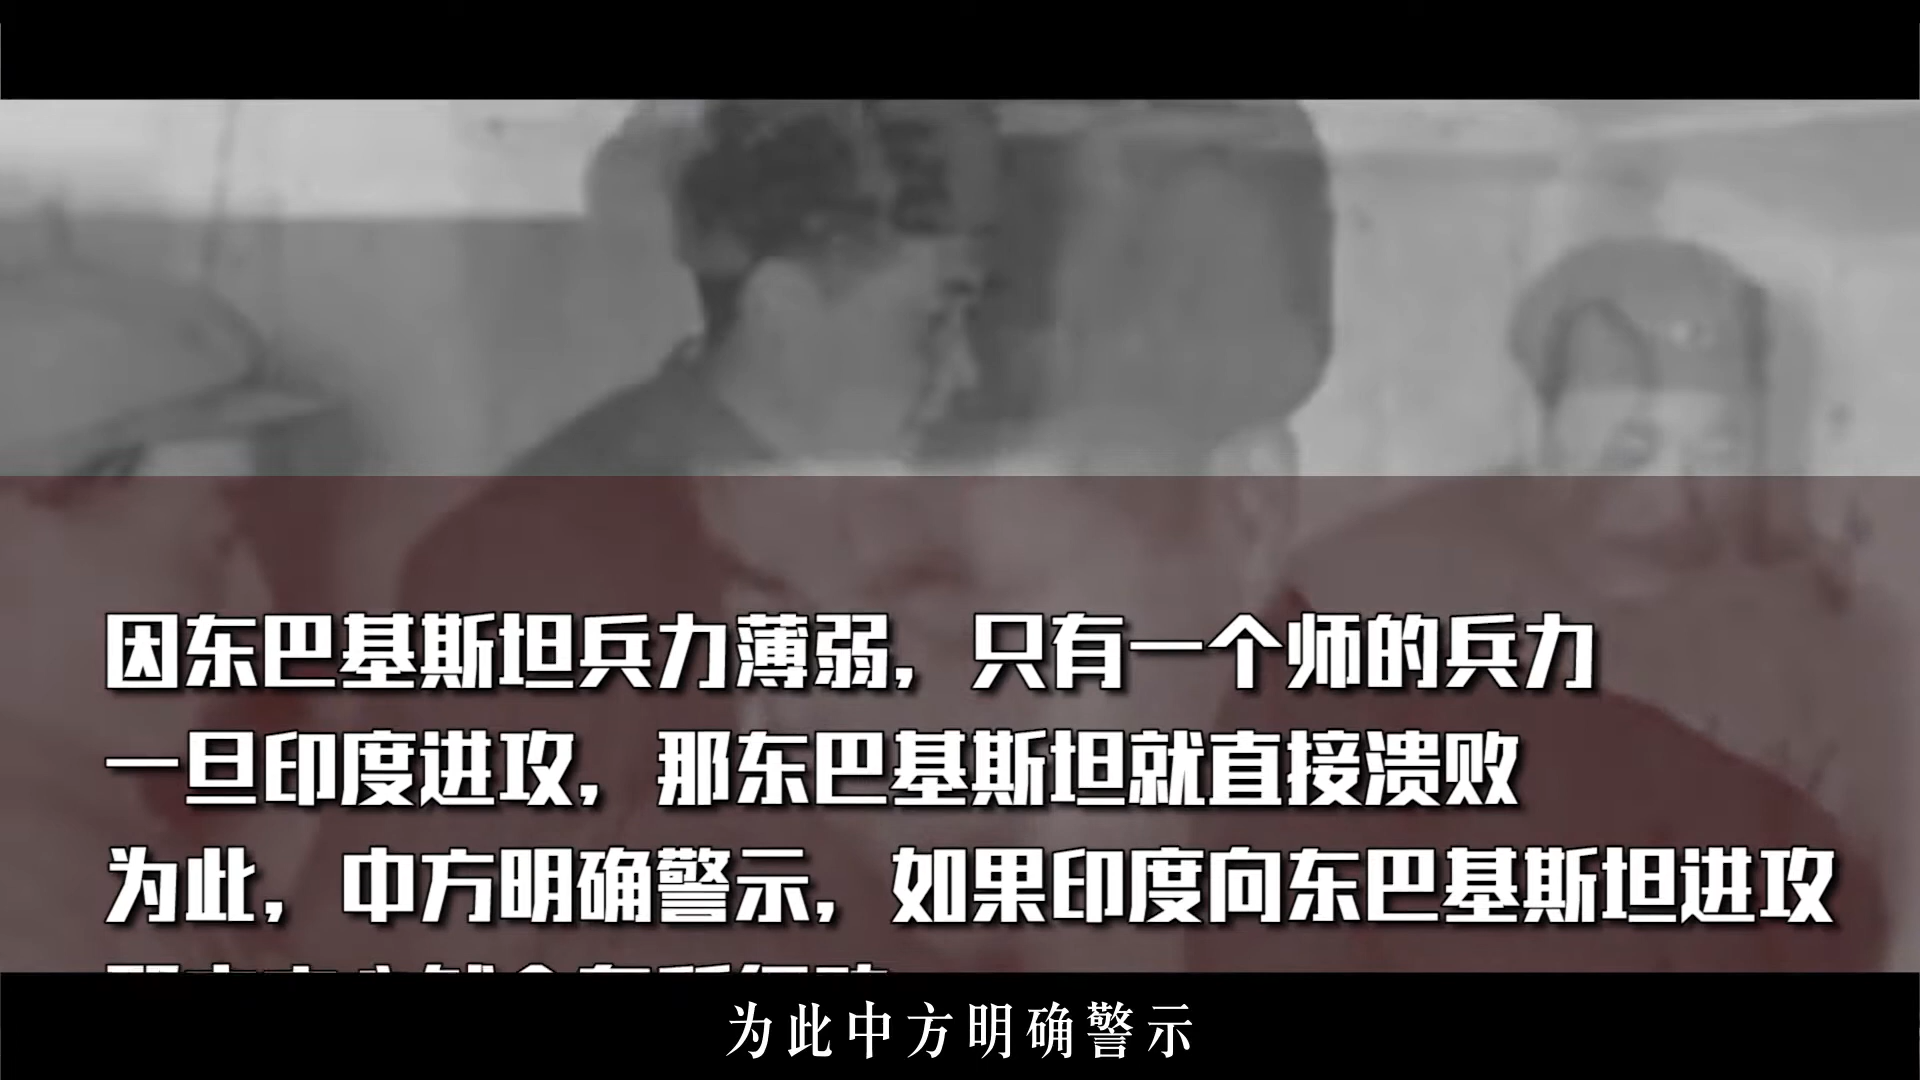 因东巴基斯坦兵力薄弱，只有一个师的兵力
一旦印度进攻，那东巴基斯坦就直接溃败
为此，中方明确警示，如果印度向东巴基斯坦进攻
为此中方明确警示